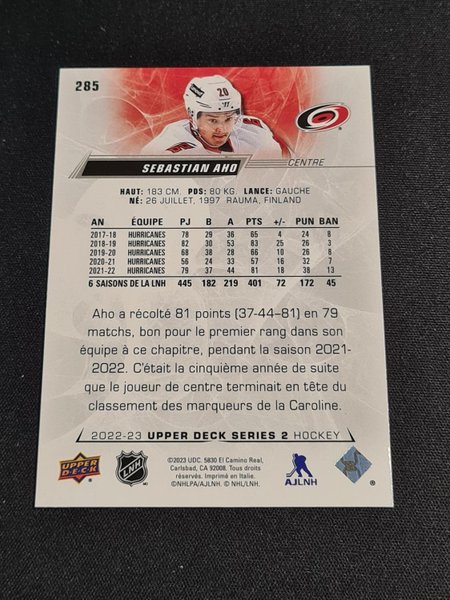 285
20
SEBASTIAN AHO
CENTRE
HAUT: 183 CM. PDS: 80 KG. LANCE: GAUCHE
NÉ: 26 JUILLET, 1997 RAUMA, FINLAND
AN ÉQUIPE PJ B A PTS +/- PUN BAN
2017-18 HURRICANES 78 29 36 65 4 24 8
2018-19 HURRICANES 82 30 53 83 25 26 3
2019-20 HURRICANES 68 38 28 66 10 26 8
2020-21 HURRICANES 56 24 33 57 16 32 7
2021-22 HURRICANES 79 37 44 81 18 38 13
6 SAISONS DE LA LNH 445 182 219 401 72 172 45
Aho a récolté 81 points (37-44–81) en 79
matchs, bon pour le premier rang dans son
équipe à ce chapitre, pendant la saison 2021-
2022. C'était la cinquième année de suite
que le joueur de centre terminait en tête du
classement des marqueurs de la Caroline.
2022-23 UPPER DECK SERIES 2 HOCKEY
UPPER DECK
LNH
©2023 UDC, 5830 El Camino Real,
Carlsbad, CA 92008. Tous droits
réservés. Imprimé en Italie.
©NHLPA/AJLNH. © NHL/LNH.
AJLNH